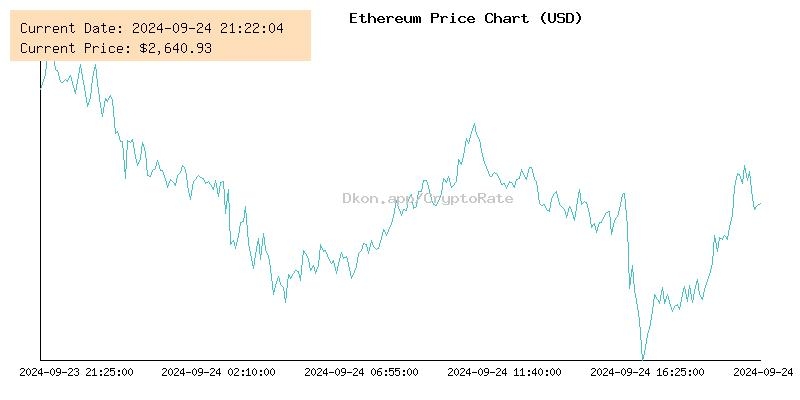 Ethereum Price Chart (USD)
Current Date: 2024-09-24 21:22:04
Current Price: $2,640.93
Dkon.app/CryptoRate
2024-09-23 21:25:00 2024-09-24 02:10:00 2024-09-24 06:55:00 2024-09-24 11:40:00 2024-09-24 16:25:00 2024-09-24